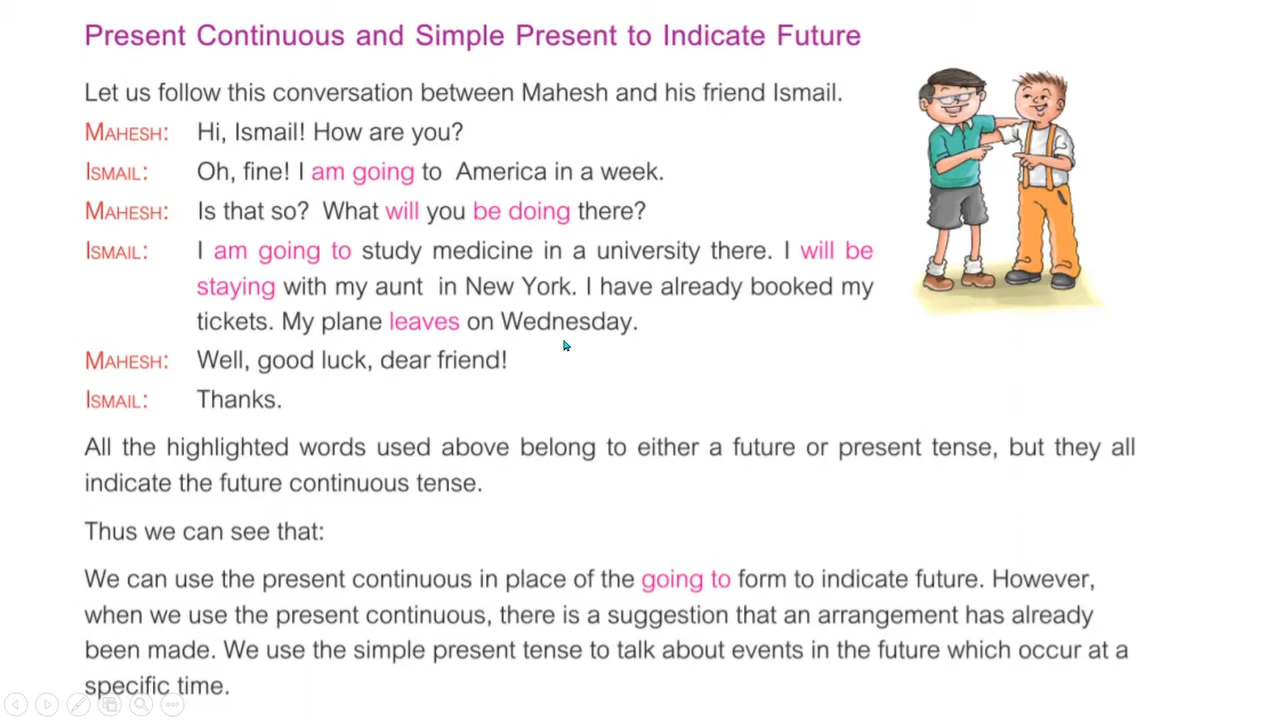 Present Continuous and Simple Present to Indicate Future
Let us follow this conversation between Mahesh and his friend Ismail.
MAHESH: Hi, Ismail! How are you?
ISMAIL: Oh, fine! I am going to America in a week.
MAHESH: Is that so? What will you be doing there?
ISMAIL: I am going to study medicine in a university there. I will be
staying with my aunt in New York. I have already booked my
tickets. My plane leaves on Wednesday.
MAHESH: Well, good luck, dear friend!
ISMAIL: Thanks.
All the highlighted words used above belong to either a future or present tense, but they all
indicate the future continuous tense.
Thus we can see that:
We can use the present continuous in place of the going to form to indicate future. However,
when we use the present continuous, there is a suggestion that an arrangement has already
been made. We use the simple present tense to talk about events in the future which occur at a
specific time.